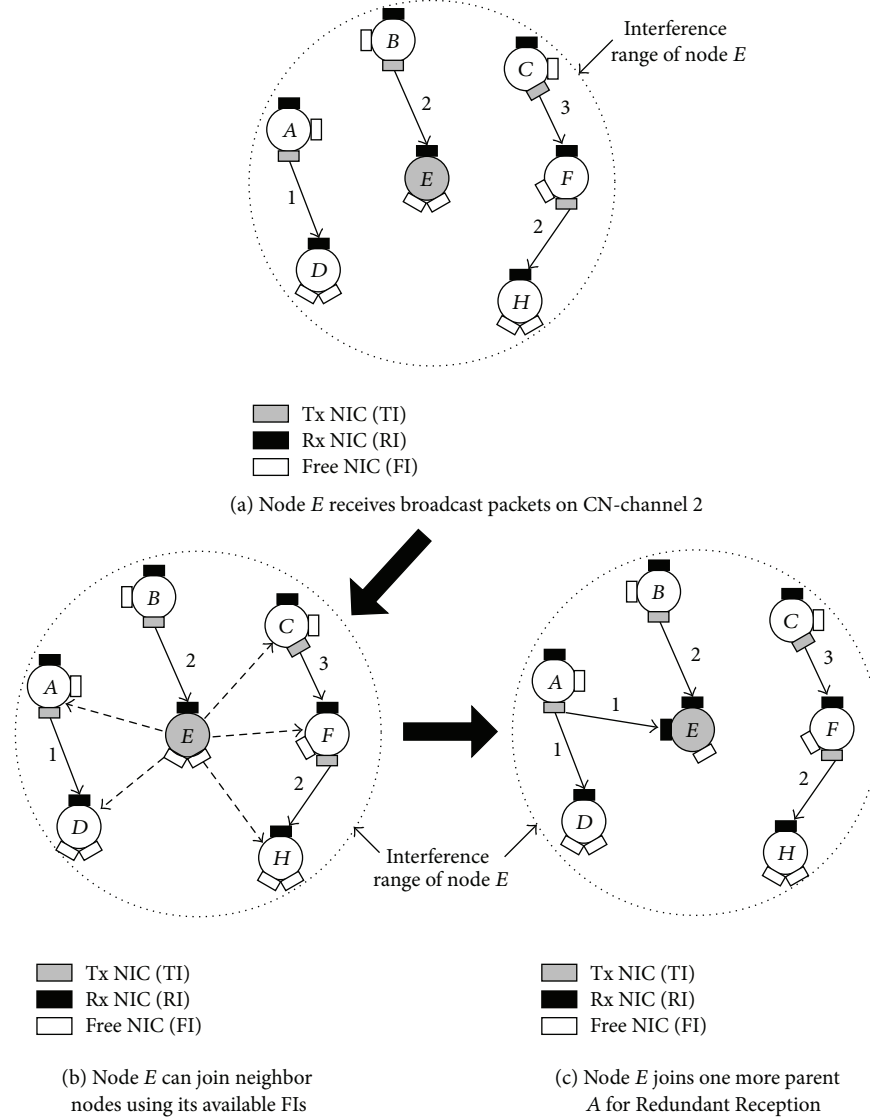 B
Interference
range of node E
C
2
3
A
E
F
1
2
D
H
Tx NIC (TI)
Rx NIC (RI)
Free NIC (FI)
(a) Node E receives broadcast packets on CN-channel 2
B
C
2
3
A
E
F
1
2
D
H
B
C
2
3
A
1
E
F
1
2
D
H
Interference
range of node E
Tx NIC (TI)
Rx NIC (RI)
Free NIC (FI)
Tx NIC (TI)
Rx NIC (RI)
Free NIC (FI)
(b) Node E can join neighbor
nodes using its available FIs
(c) Node E joins one more parent
A for Redundant Reception